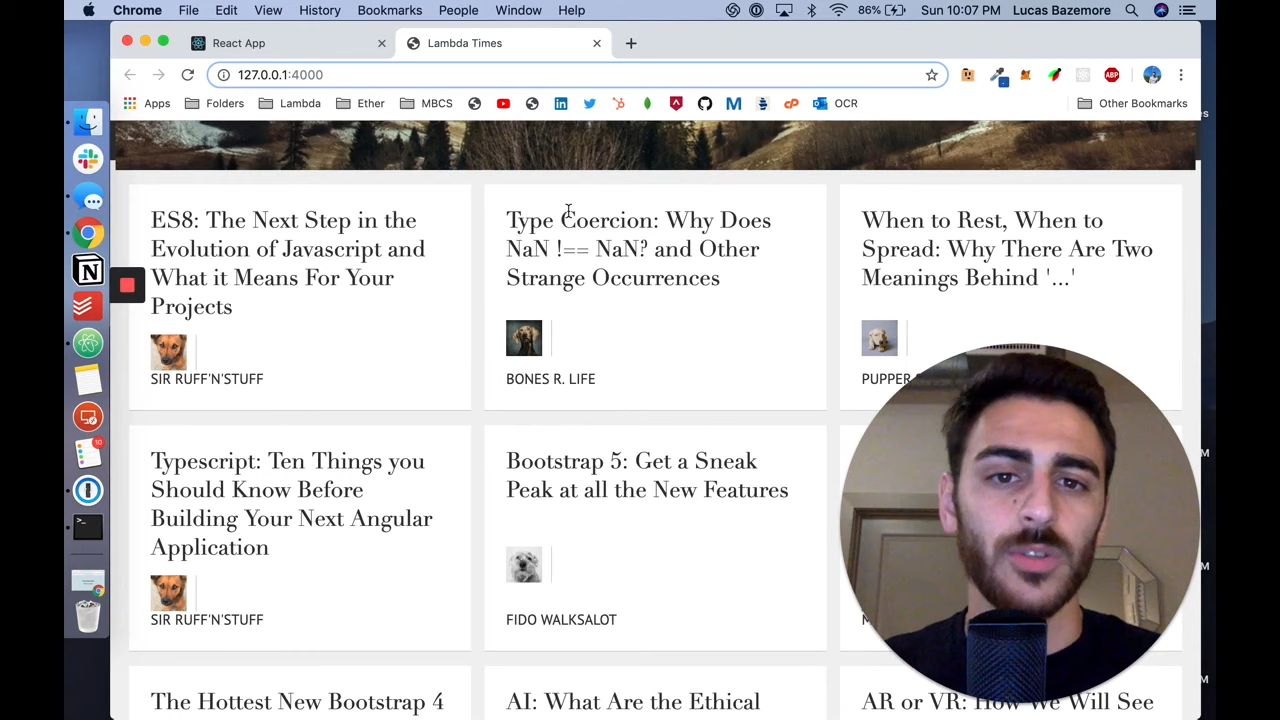 Chrome File Edit View History Bookmarks People Window Help 86% Sun 10:07 PM Lucas Bazemore
React App Lambda Times
127.0.0.1:4000
Apps Folders Lambda Ether MBCS OCR Other Bookmarks
ES8: The Next Step in the
Evolution of Javascript and
What it Means For Your
Projects
SIR RUFF'N'STUFF
Type Coercion: Why Does
NaN !== NaN? and Other
Strange Occurrences
BONES R. LIFE
When to Rest, When to
Spread: Why There Are Two
Meanings Behind '...'
PUPPER
Typescript: Ten Things you
Should Know Before
Building Your Next Angular
Application
SIR RUFF'N'STUFF
Bootstrap 5: Get a Sneak
Peak at all the New Features
FIDO WALKSALOT
The Hottest New Bootstrap 4
AI: What Are the Ethical
AR or VR: How We Will See